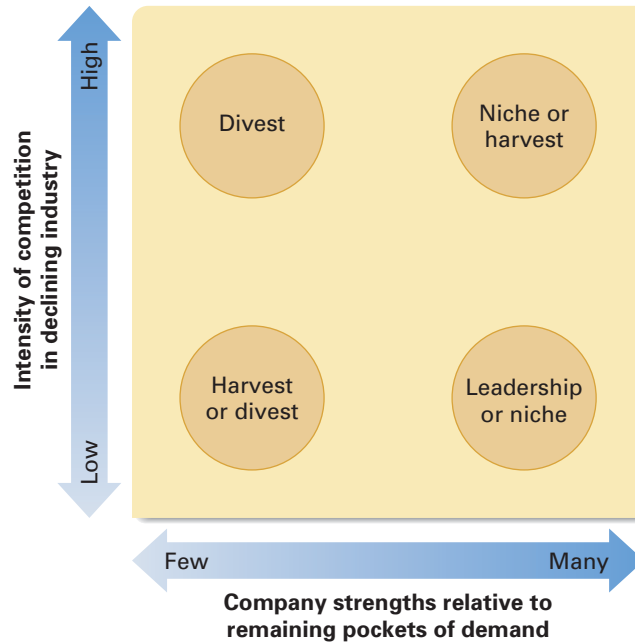 High
Intensity of competition
in declining industry
Low
Divest
Niche or
harvest
Harvest
or divest
Leadership
or niche
Few
Many
Company strengths relative to
remaining pockets of demand